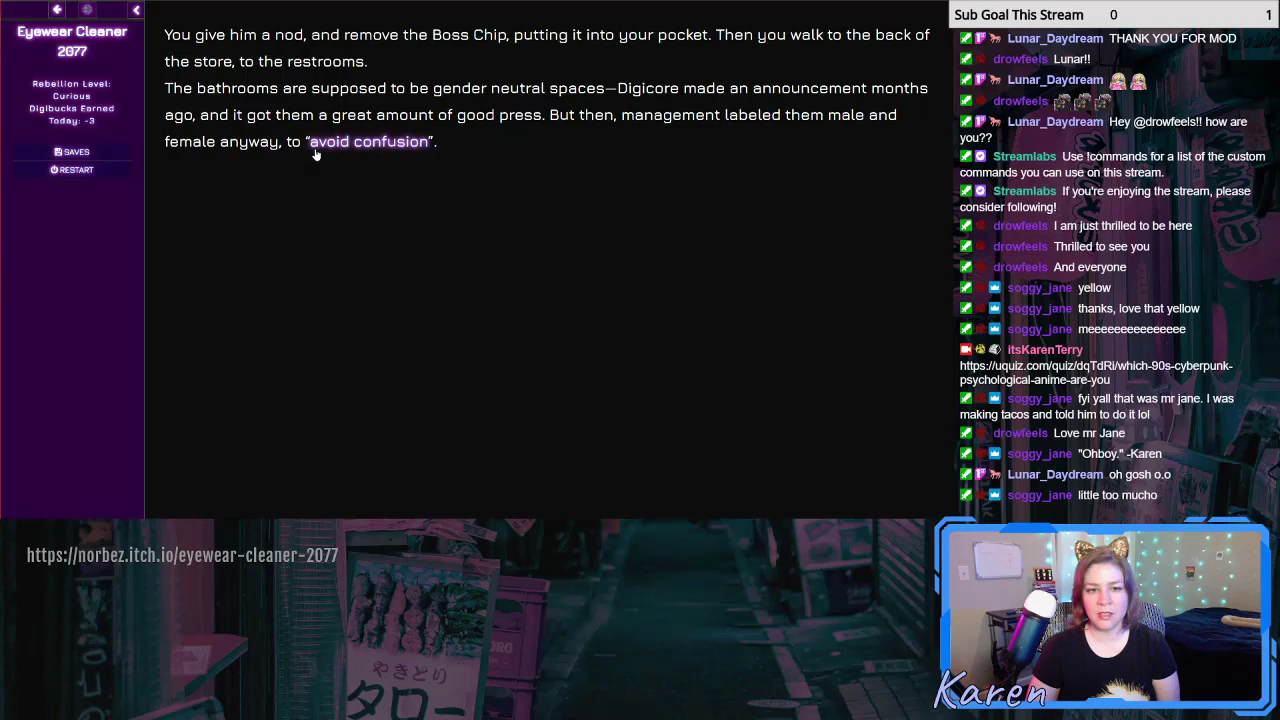 Eyewear Cleaner
2077
Rebellion Level:
Curious
Digibucks Earned
Today: -3
SAVES
RESTART
You give him a nod, and remove the Boss Chip, putting it into your pocket. Then you walk to the back of
the store, to the restrooms.
The bathrooms are supposed to be gender neutral spaces—Digicore made an announcement months
ago, and it got them a great amount of good press. But then, management labeled them male and
female anyway, to “avoid confusion”.
Sub Goal This Stream 0 1
Lunar_Daydream THANK YOU FOR MOD
drowfeels Lunar!!
Lunar_Daydream
drowfeels
Lunar_Daydream Hey @drowfeels!! how are
you??
Streamlabs Use !commands for a list of the custom
commands you can use on this stream.
Streamlabs If you're enjoying the stream, please
consider following!
drowfeels I am just thrilled to be here
drowfeels Thrilled to see you
drowfeels And everyone
soggy_jane yellow
soggy_jane thanks, love that yellow
soggy_jane meeeeeeeeeeeeeee
itsKarenTerry
https://uquiz.com/quiz/dqTdRi/which-90s-cyberpunk-
psychological-anime-are-you
soggy_jane fyi yall that was mr jane. I was
making tacos and told him to do it lol
drowfeels Love mr Jane
soggy_jane "Ohboy." -Karen
Lunar_Daydream oh gosh o.o
soggy_jane little too mucho
https://norbez.itch.io/eyewear-cleaner-2077
やきとり
タロー
Karen